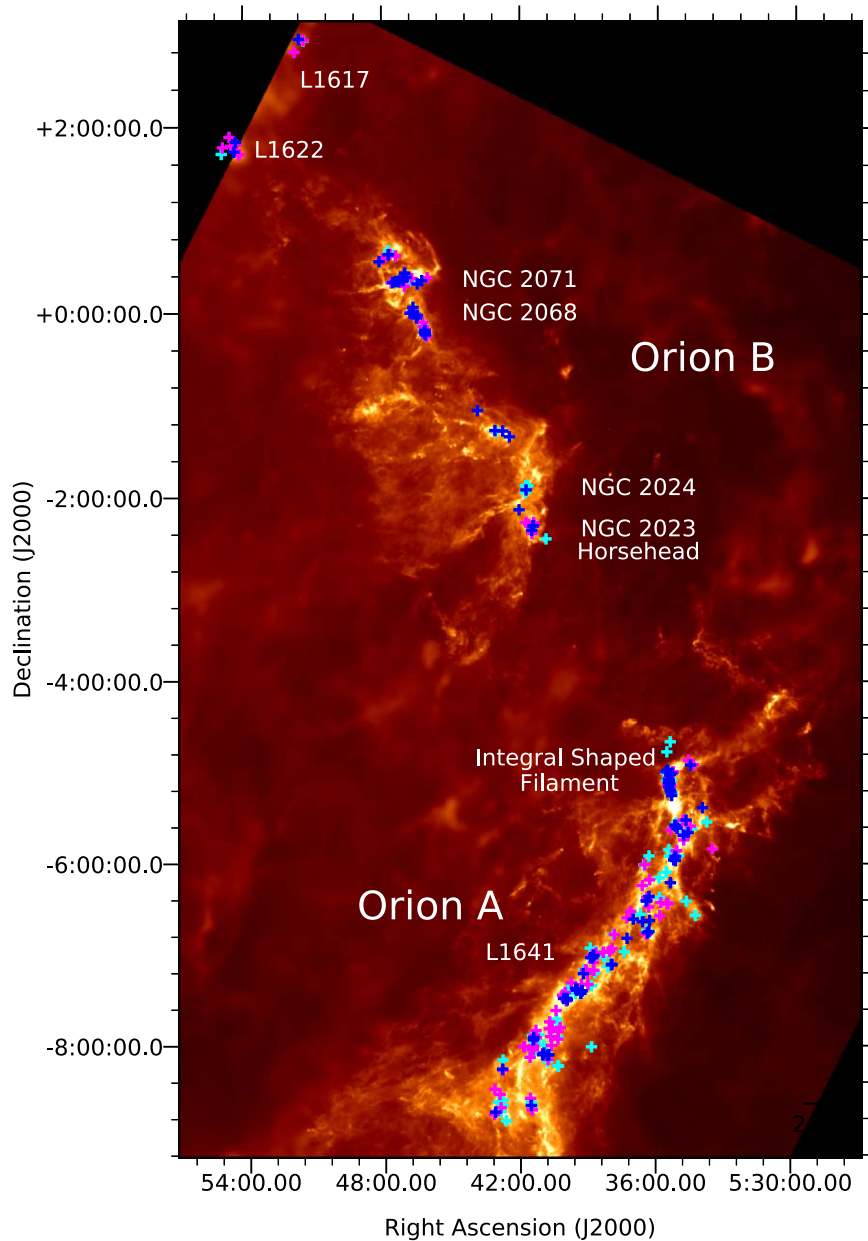 L1617
+2:00:00.0
L1622
NGC 2071
+0:00:00.0
NGC 2068
Orion B
NGC 2024
-2:00:00.0
NGC 2023
Horsehead
Declination (J2000)
-4:00:00.0
Integral Shaped
Filament
-6:00:00.0
Orion A
L1641
-8:00:00.0
54:00.00 48:00.00 42:00.00 36:00.00 5:30:00.00
Right Ascension (J2000)